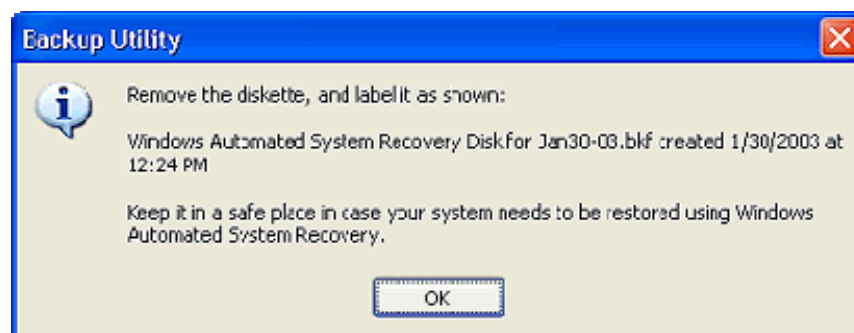 Backup Utility
Remove the diskette, and label it as shown:
Windows Automated System Recovery Disk for Jan30-03.bkf created 1/30/2003 at
12:24 PM
Keep it in a safe place in case your system needs to be restored using Windows
Automated System Recovery.
OK